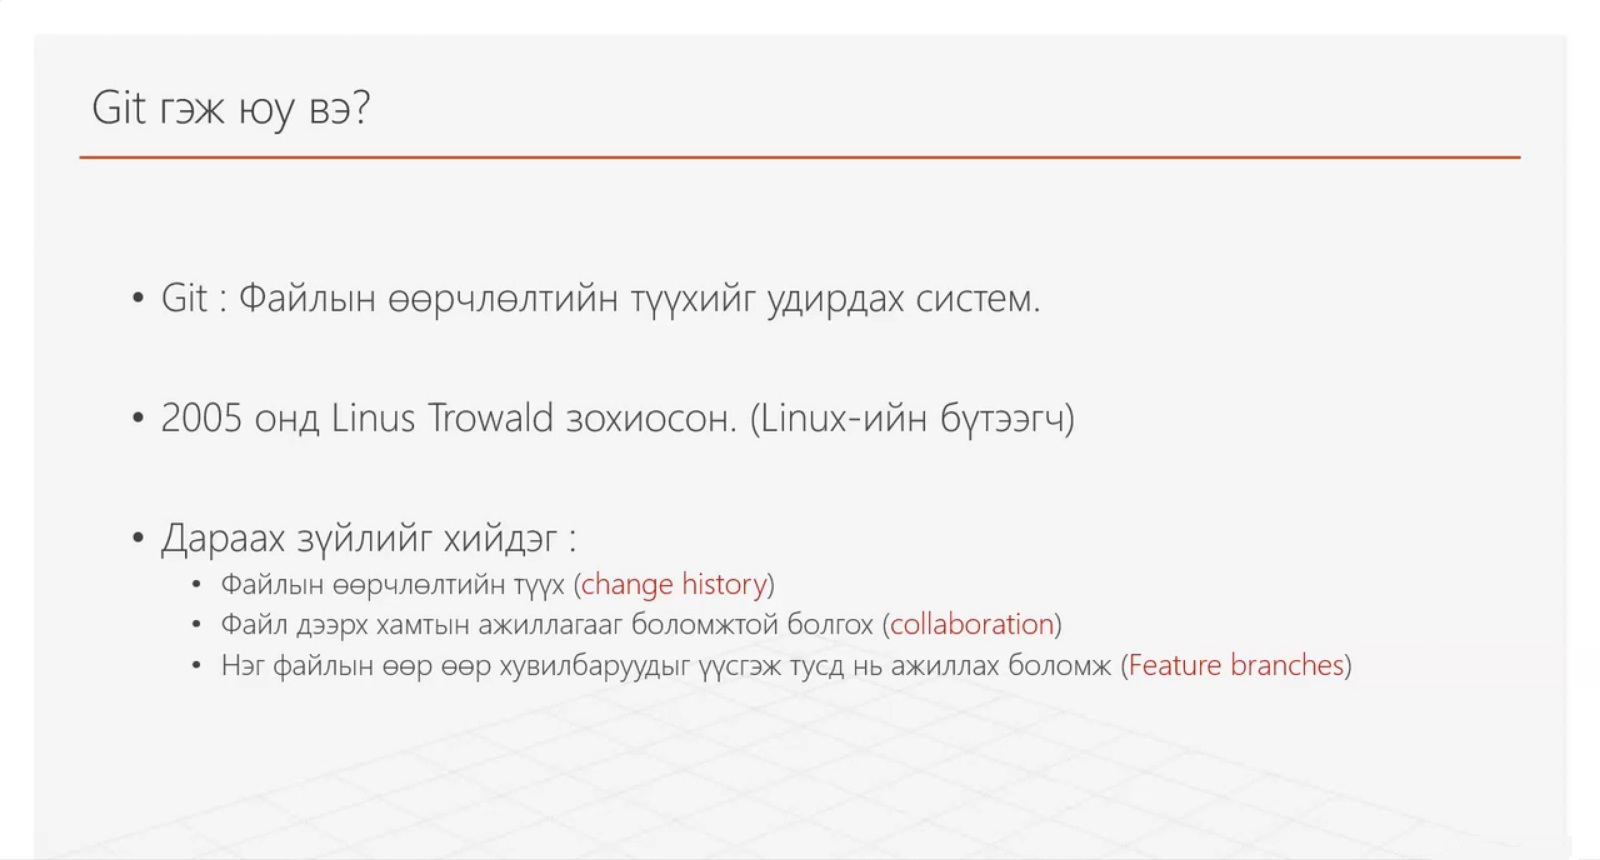 Git гэж юу вэ?
• Git : Файлын өөрчлөлтийн түүхийг удирдах систем.
• 2005 онд Linus Trowald зохиосон. (Linux-ийн бүтээгч)
• Дараах зүйлийг хийдэг :
• Файлын өөрчлөлтийн түүх (change history)
• Файл дээрх хамтын ажиллагааг боломжтой болгох (collaboration)
• Нэг файлын өөр өөр хувилбаруудыг үүсгэж тусд нь ажиллах боломж (Feature branches)